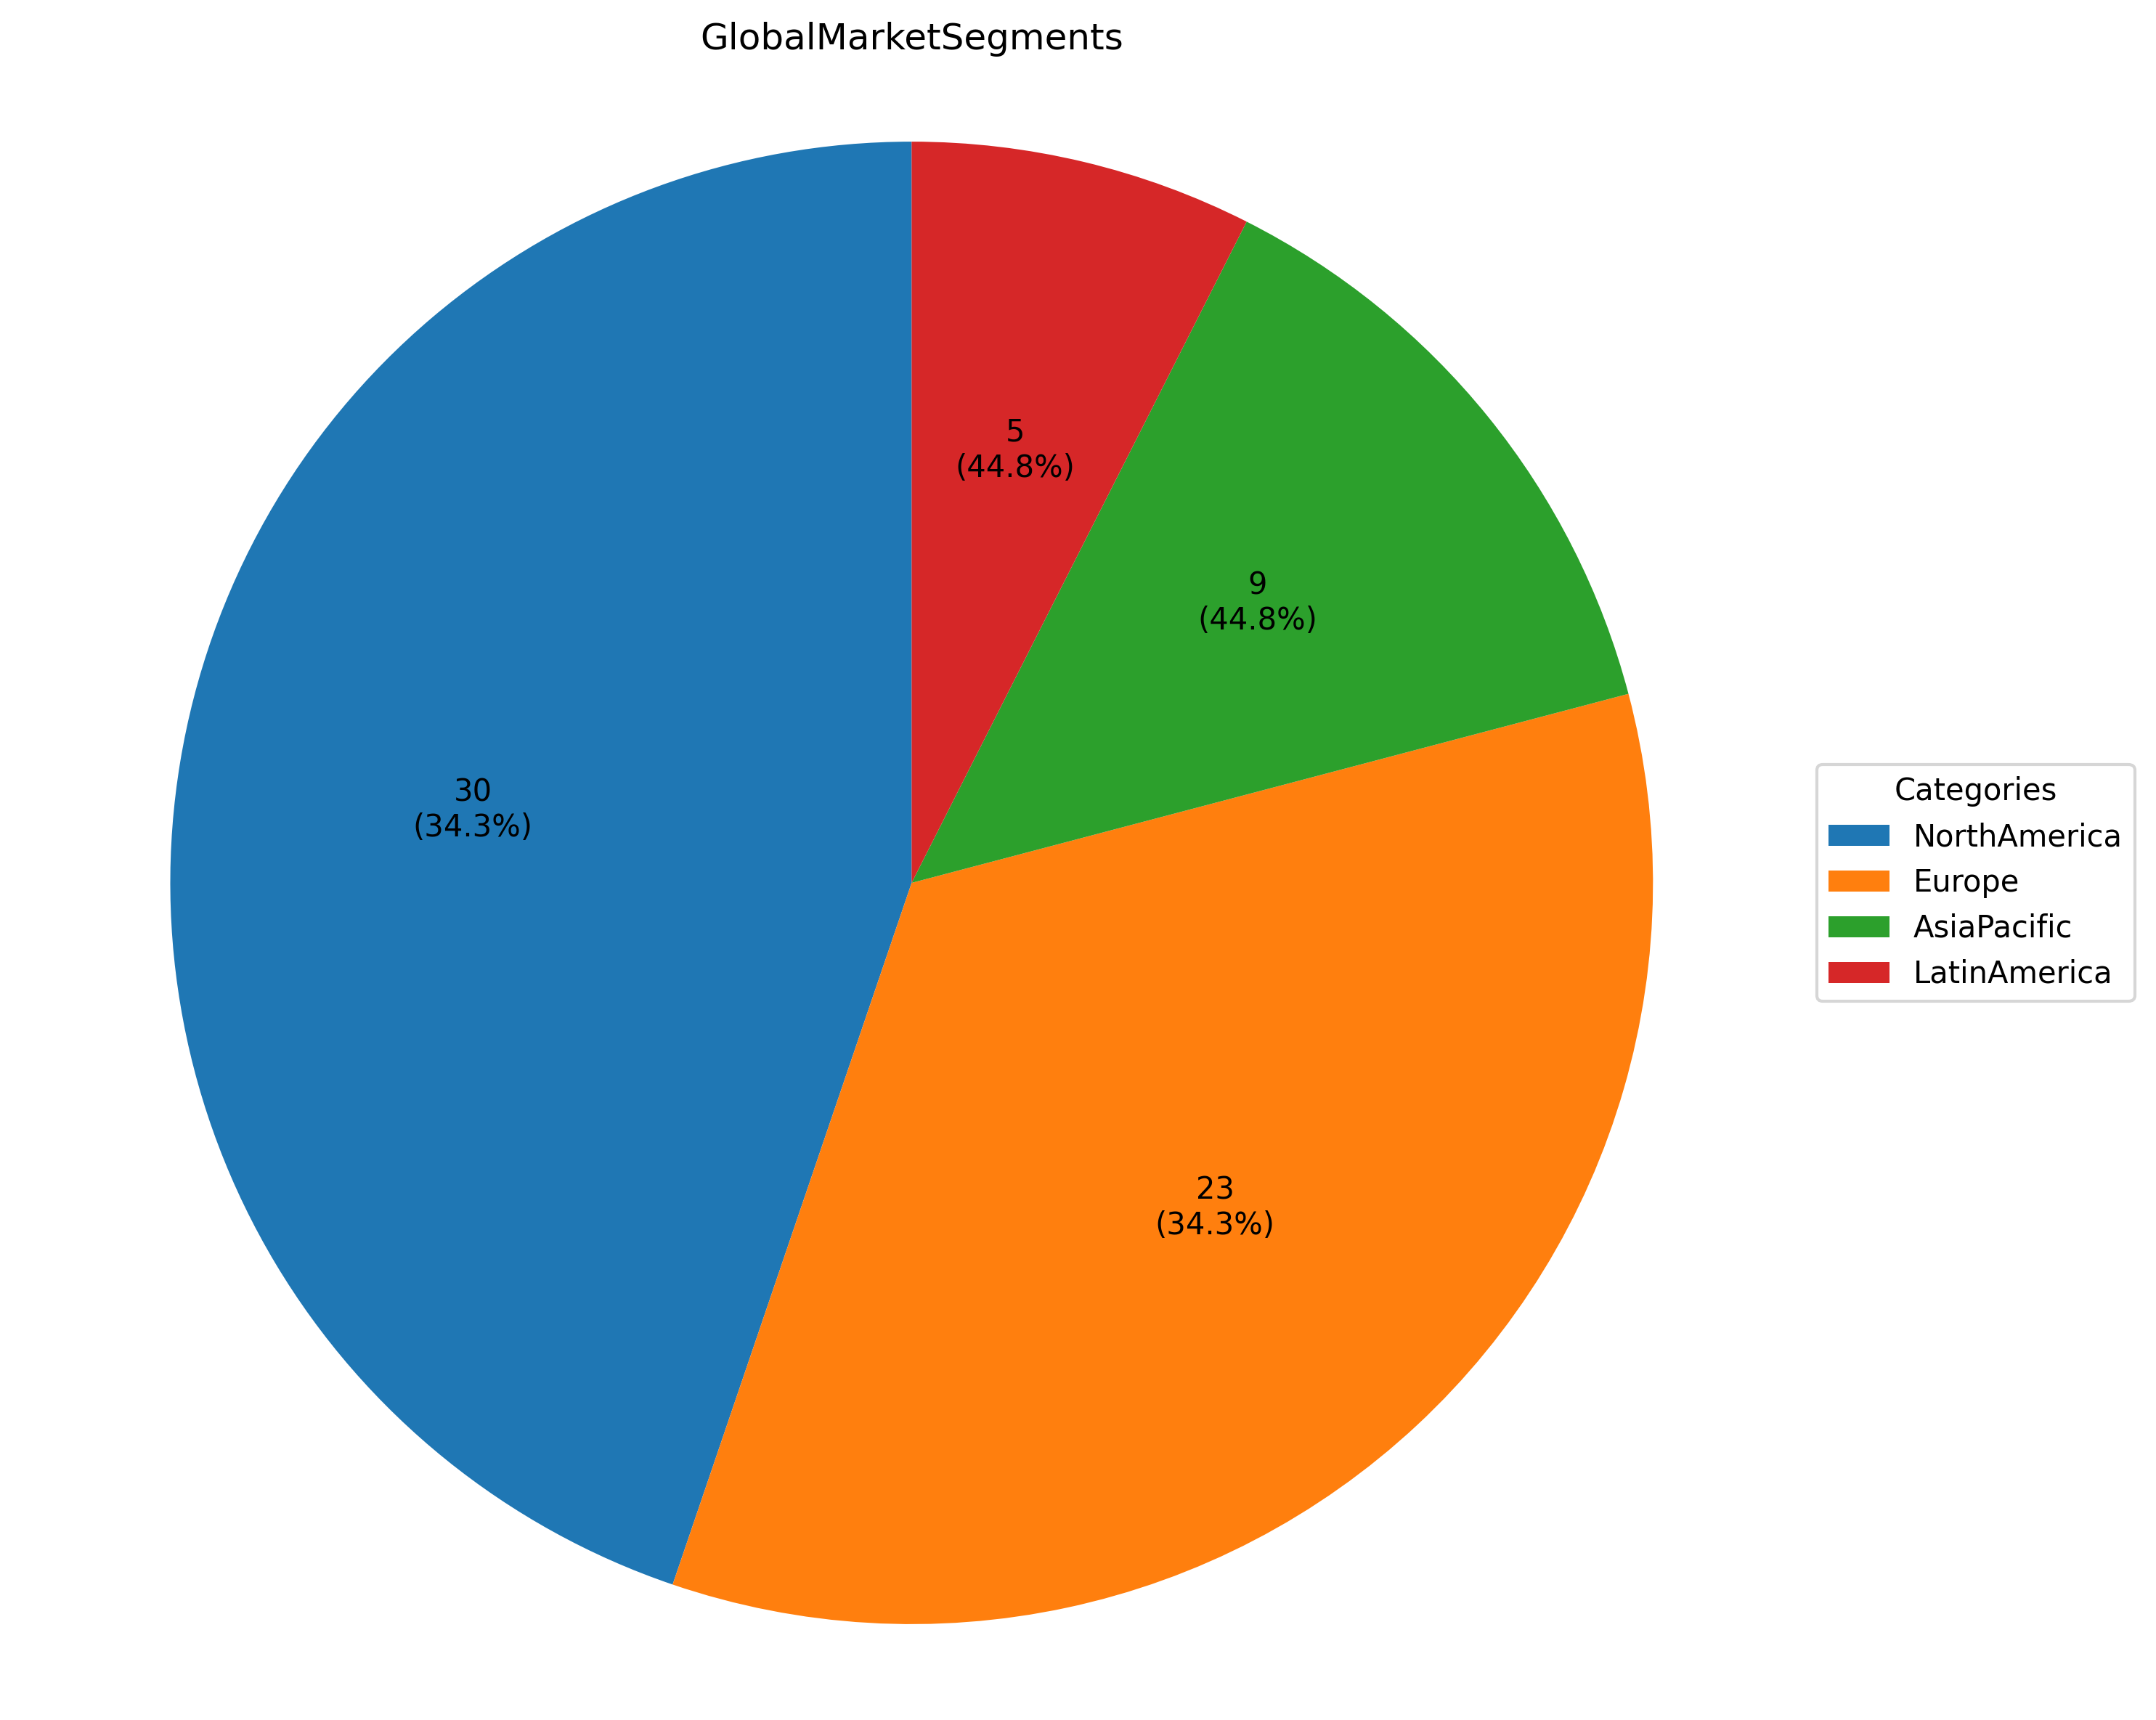 GlobalMarketSegments
5
(44.8%)
9
(44.8%)
30
(34.3%)
23
(34.3%)
Categories
NorthAmerica
Europe
AsiaPacific
LatinAmerica